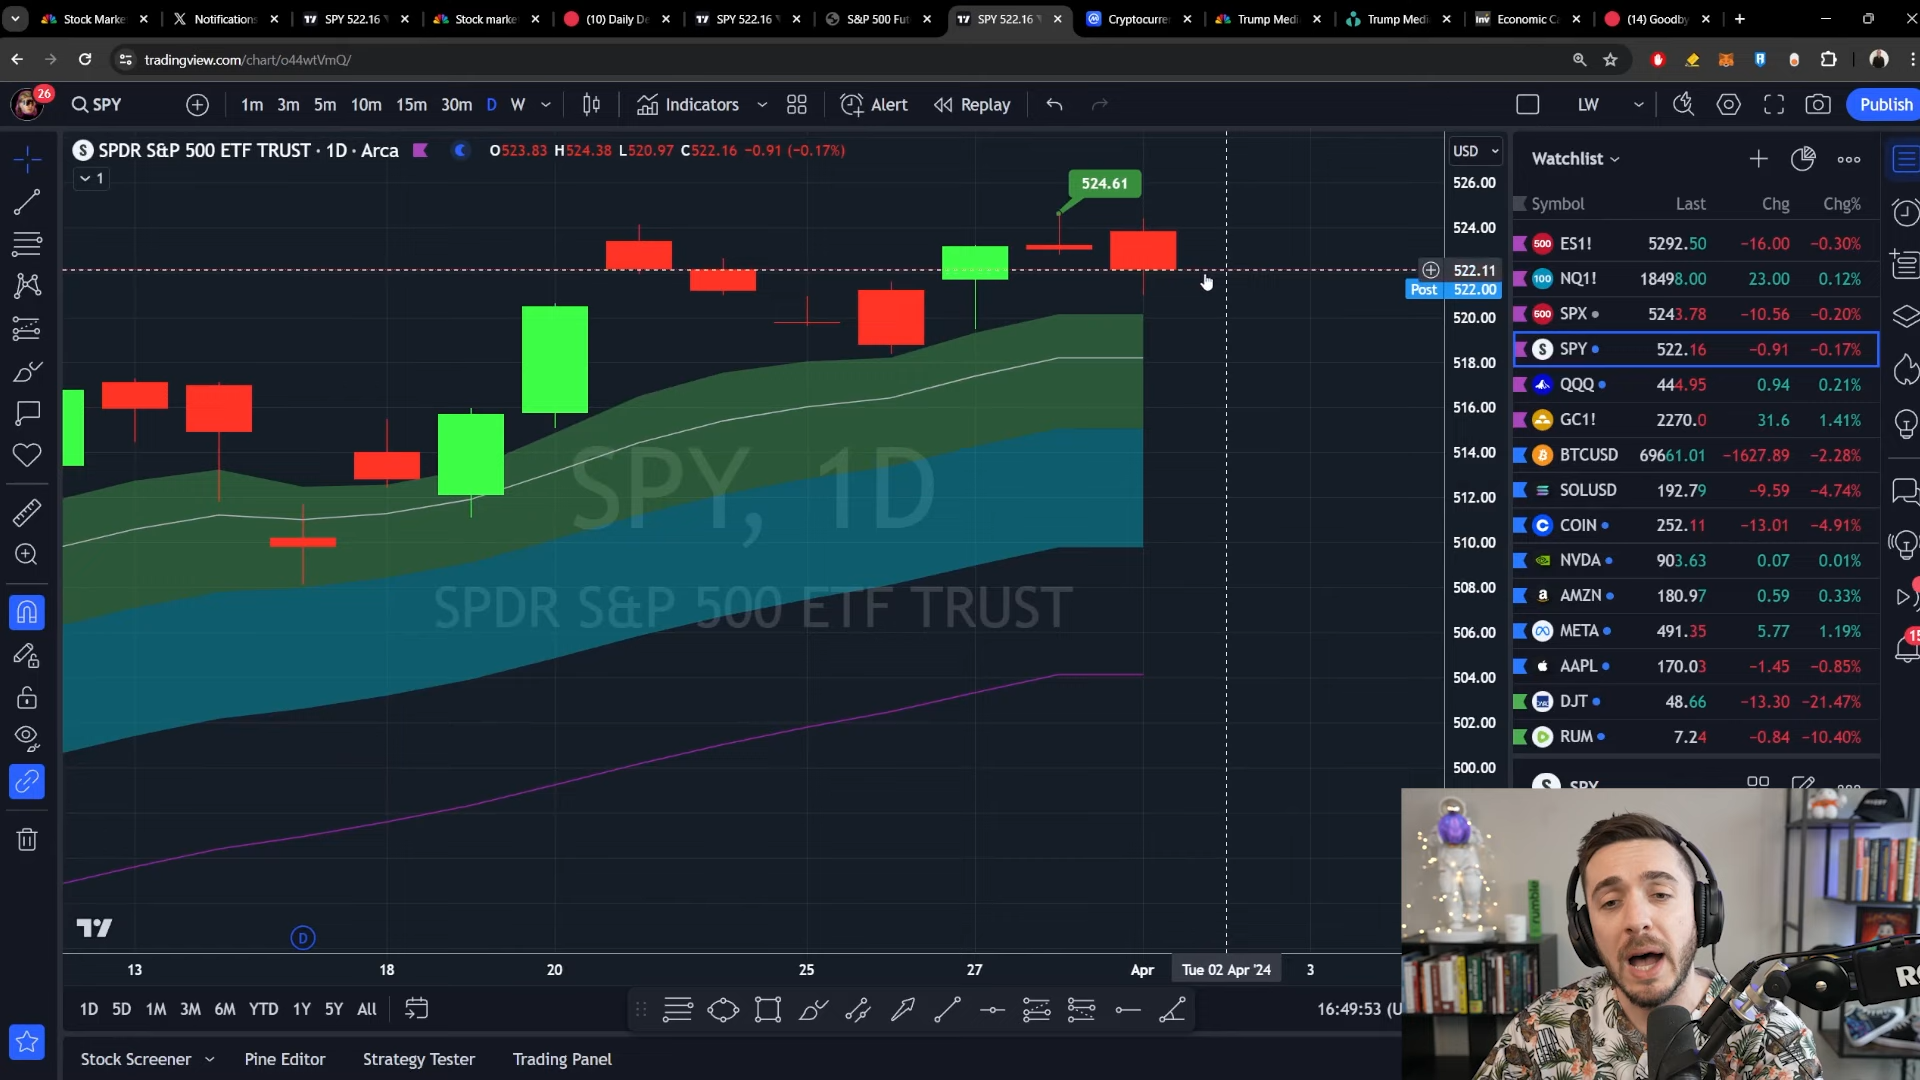 Stock Marke
Notifications
SPY 522.16
Stock marke
(10) Daily De
SPY 522.16
S&P 500 Fut
SPY 522.16
Cryptocurre
Trump Medi
Trump Medi
Economic Ca
(14) Goodby
tradingview.com/chart/o44wtVmQ/
26
SPY
1m 3m 5m 10m 15m 30m D W
Indicators
Alert
Replay
LW
Publish
SPDR S&P 500 ETF TRUST · 1D · Arca
O523.83 H524.38 L520.97 C522.16 −0.91 (−0.17%)
1
USD
524.61
526.00
524.00
522.11
Post 522.00
520.00
518.00
516.00
514.00
512.00
510.00
508.00
506.00
504.00
502.00
500.00
SPY, 1D
SPDR S&P 500 ETF TRUST
D
13
18
20
25
27
Apr
Tue 02 Apr '24
3
1D 5D 1M 3M 6M YTD 1Y 5Y All
16:49:53 (U
Stock Screener
Pine Editor
Strategy Tester
Trading Panel
Watchlist
Symbol Last Chg Chg%
ES1! 5292.50 −16.00 −0.30%
NQ1! 18498.00 23.00 0.12%
SPX 5243.78 −10.56 −0.20%
SPY 522.16 −0.91 −0.17%
QQQ 444.95 0.94 0.21%
GC1! 2270.0 31.6 1.41%
BTCUSD 69661.01 −1627.89 −2.28%
SOLUSD 192.79 −9.59 −4.74%
COIN 252.11 −13.01 −4.91%
NVDA 903.63 0.07 0.01%
AMZN 180.97 0.59 0.33%
META 491.35 5.77 1.19%
AAPL 170.03 −1.45 −0.85%
DJT 48.66 −13.30 −21.47%
RUM 7.24 −0.84 −10.40%
SPY
15
rumble